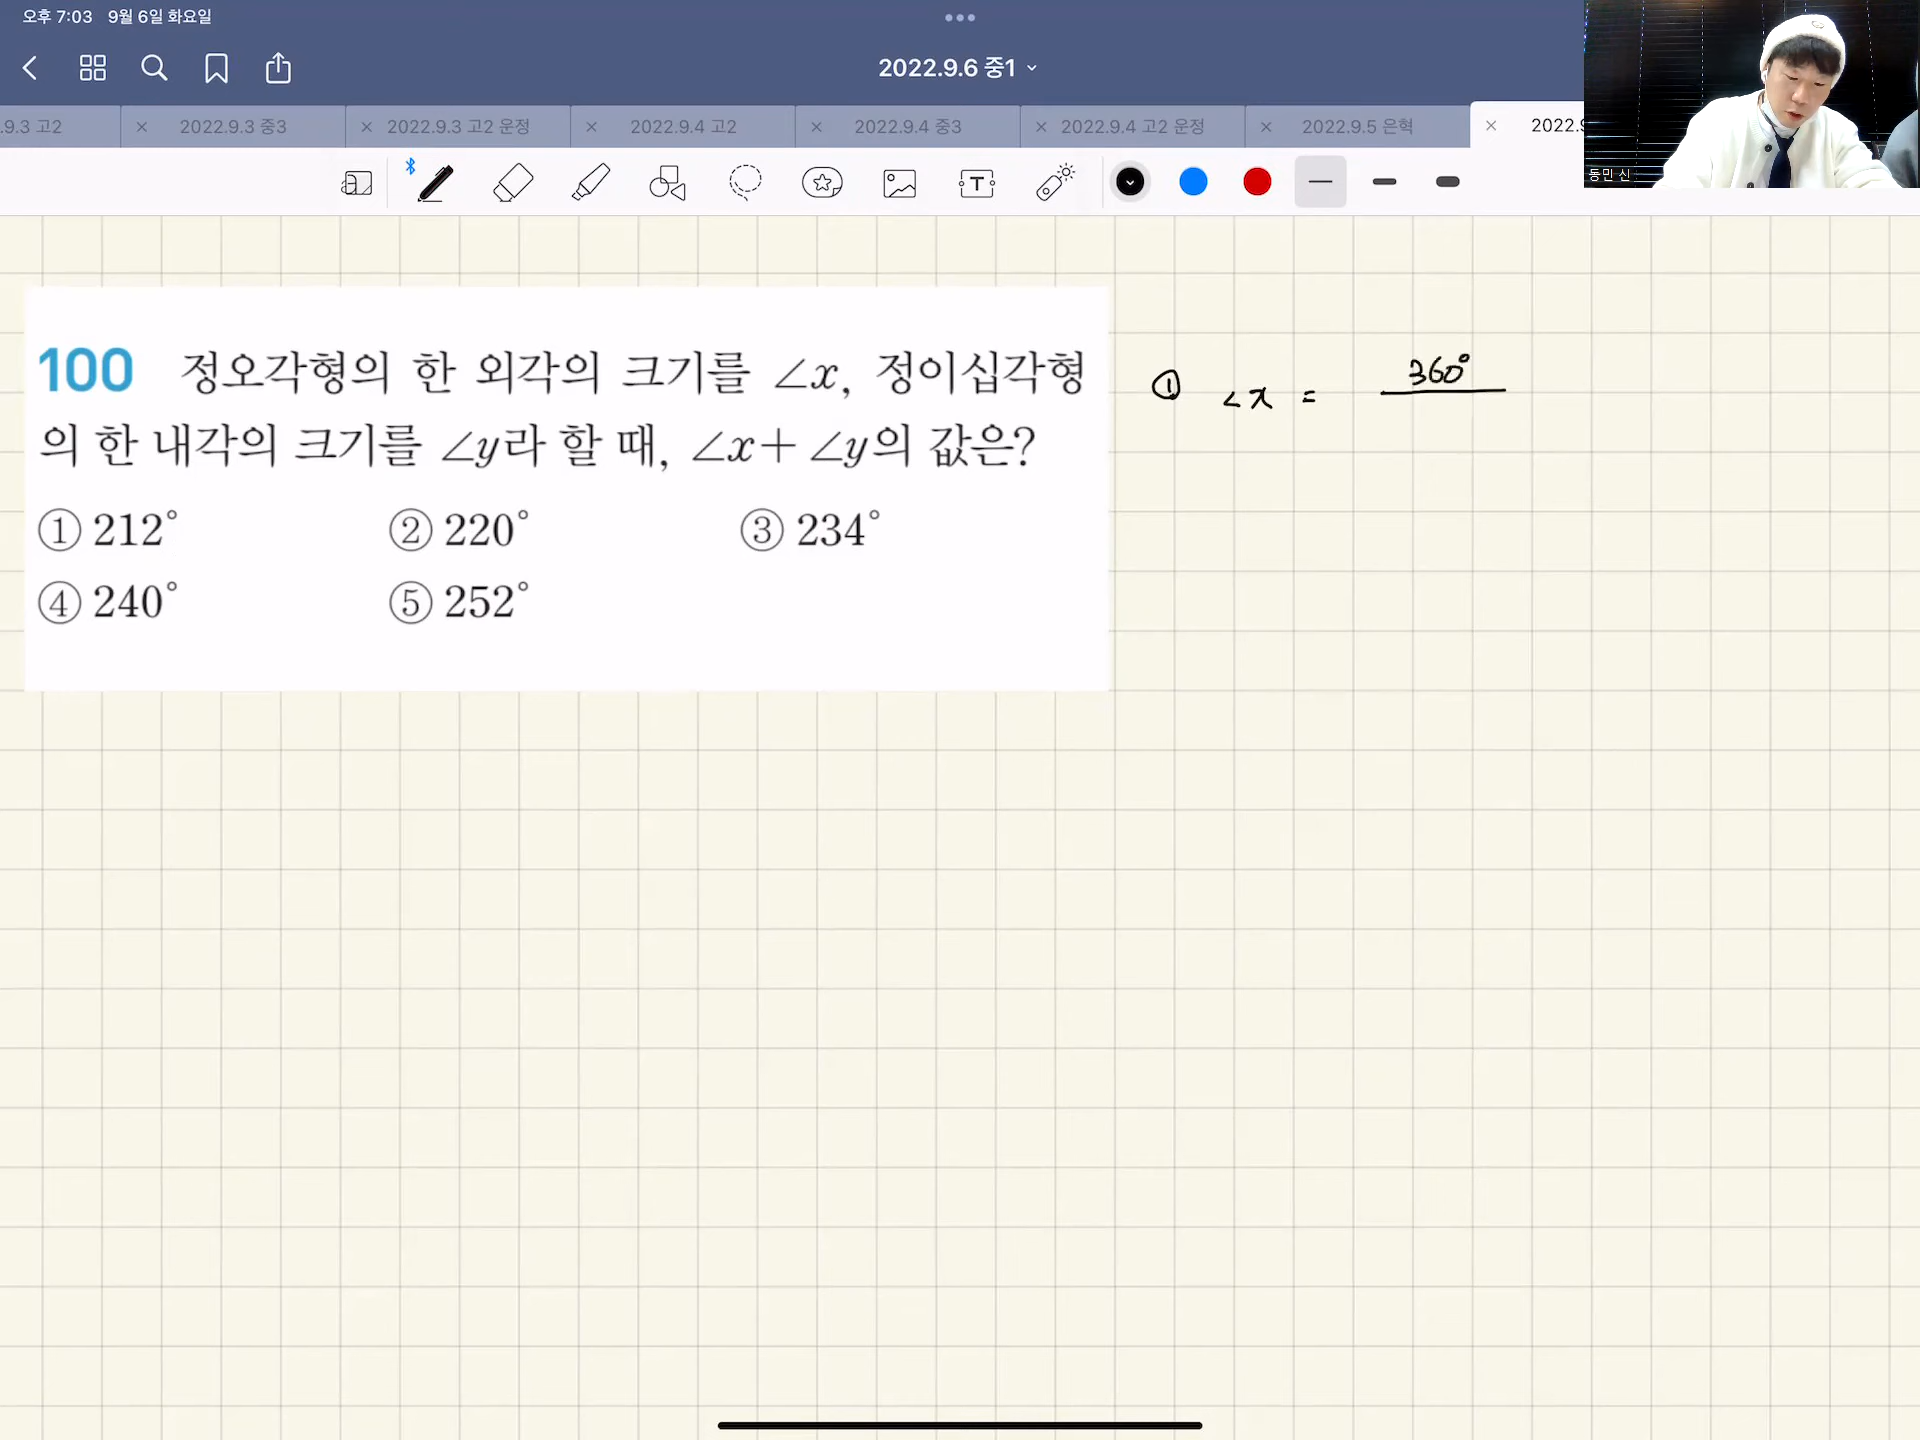 오후 7:03 9월 6일 화요일
2022.9.6 중1
.9.3 고2
2022.9.3 중3
2022.9.3 고2 운정
2022.9.4 고2
2022.9.4 중3
2022.9.4 고2 운정
2022.9.5 은혁
동민 신
100 정오각형의 한 외각의 크기를 ∠x, 정이십각형
의 한 내각의 크기를 ∠y라 할 때, ∠x+∠y의 값은?
① 212° ② 220° ③ 234°
④ 240° ⑤ 252°
① ∠x = 360°